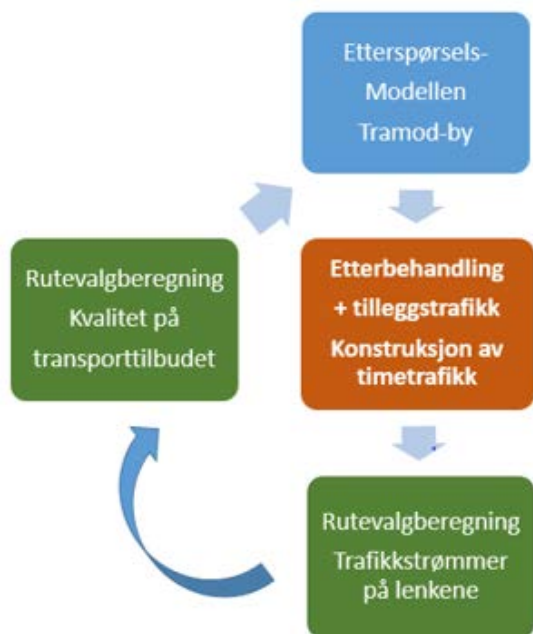 Etterspørsels-
Modellen
Tramod-by
Rutevalgberegning
Kvalitet på
transporttilbudet
Etterbehandling
+ tilleggstrafikk
Konstruksjon av
timetrafikk
Rutevalgberegning
Trafikkstrømmer
på lenkene